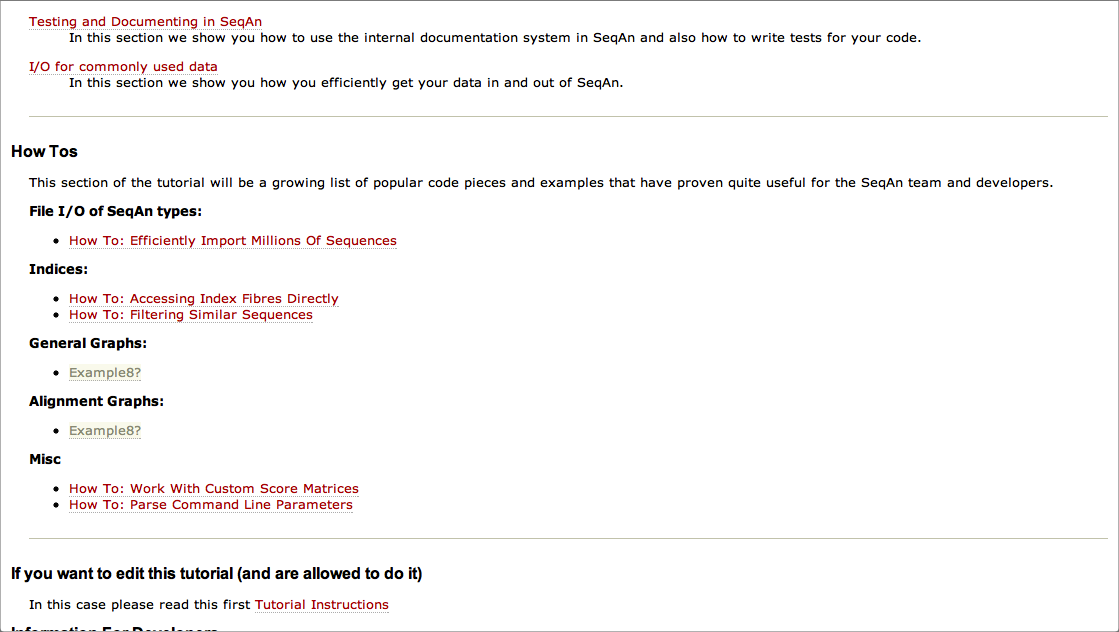 Testing and Documenting in SeqAn
In this section we show you how to use the internal documentation system in SeqAn and also how to write tests for your code.
I/O for commonly used data
In this section we show you how you efficiently get your data in and out of SeqAn.
How Tos
This section of the tutorial will be a growing list of popular code pieces and examples that have proven quite useful for the SeqAn team and developers.
File I/O of SeqAn types:
How To: Efficiently Import Millions Of Sequences
Indices:
How To: Accessing Index Fibres Directly
How To: Filtering Similar Sequences
General Graphs:
Example8?
Alignment Graphs:
Example8?
Misc
How To: Work With Custom Score Matrices
How To: Parse Command Line Parameters
If you want to edit this tutorial (and are allowed to do it)
In this case please read this first Tutorial Instructions
Information For Developers